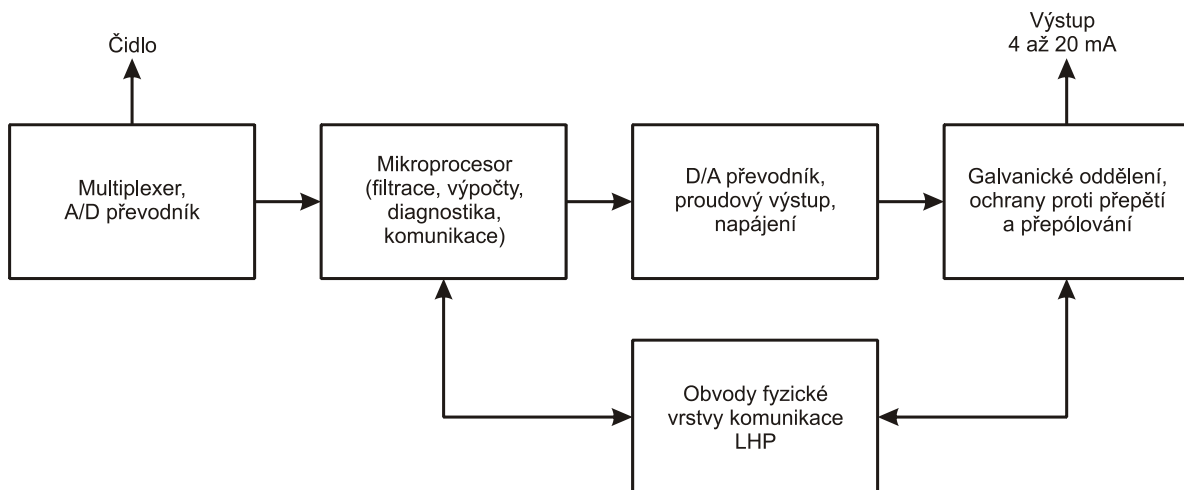 Čidlo
Výstup
4 až 20 mA
Multiplexer,
A/D převodník
Mikroprocesor
(filtrace, výpočty,
diagnostika,
komunikace)
D/A převodník,
proudový výstup,
napájení
Galvanické oddělení,
ochrany proti přepětí
a přepólování
Obvody fyzické
vrstvy komunikace
LHP